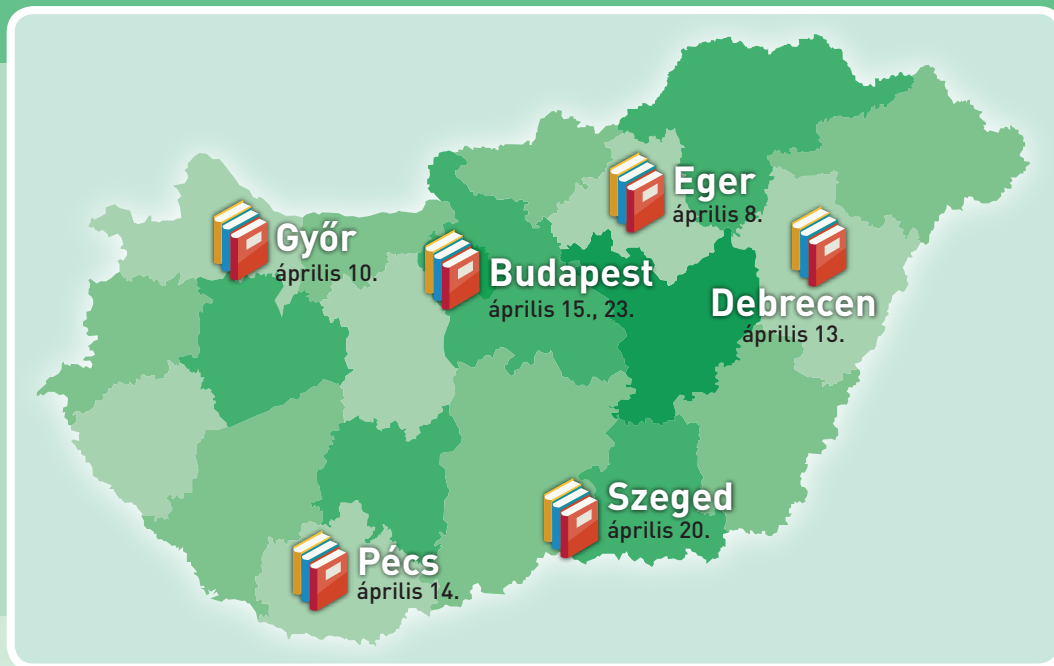 Eger
április 8.
Győr
április 10.
Budapest
április 15., 23.
Debrecen
április 13.
Szeged
április 20.
Pécs
április 14.